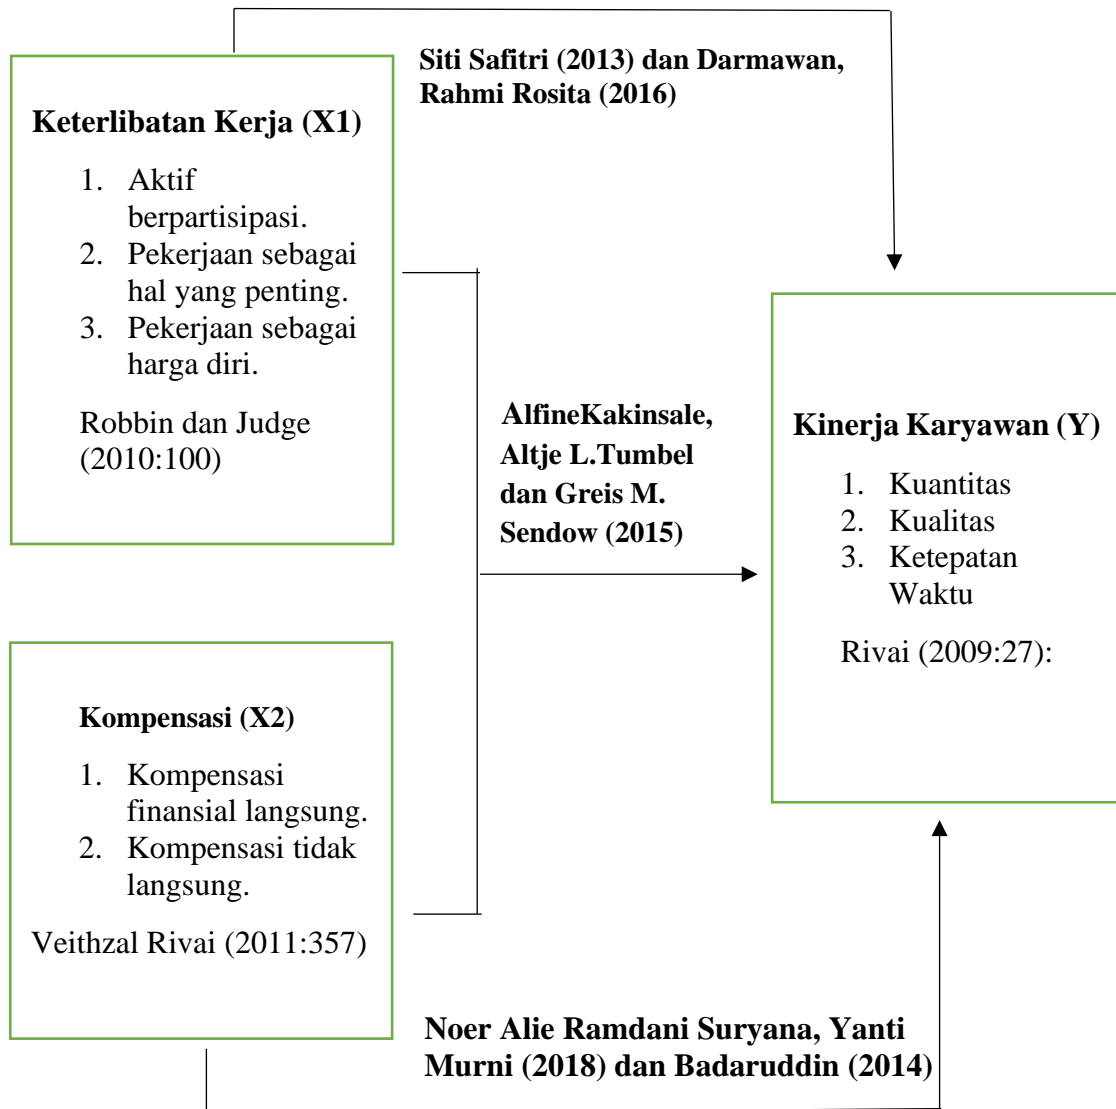 Siti Safitri (2013) dan Darmawan,
Rahmi Rosita (2016)
Keterlibatan Kerja (X1)
1. Aktif
berpartisipasi.
2. Pekerjaan sebagai
hal yang penting.
3. Pekerjaan sebagai
harga diri.
Robbin dan Judge
(2010:100)
AlfineKakinsale,
Altje L.Tumbel
dan Greis M.
Sendow (2015)
Kinerja Karyawan (Y)
1. Kuantitas
2. Kualitas
3. Ketepatan
Waktu
Rivai (2009:27):
Kompensasi (X2)
1. Kompensasi
finansial langsung.
2. Kompensasi tidak
langsung.
Veithzal Rivai (2011:357)
Noer Alie Ramdani Suryana, Yanti
Murni (2018) dan Badaruddin (2014)